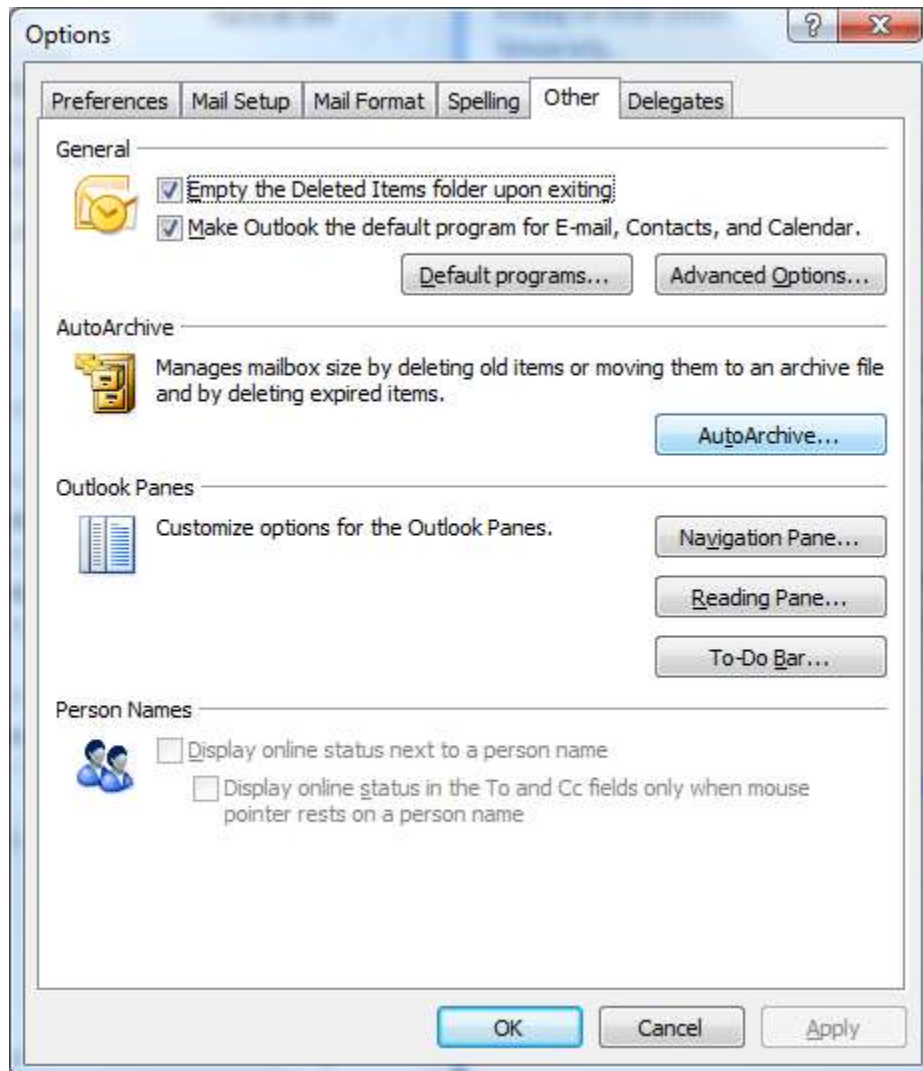 Options
Preferences
Mail Setup
Mail Format
Spelling
Other
Delegates
General
Empty the Deleted Items folder upon exiting
Make Outlook the default program for E-mail, Contacts, and Calendar.
Default programs...
Advanced Options...
AutoArchive
Manages mailbox size by deleting old items or moving them to an archive file
and by deleting expired items.
AutoArchive...
Outlook Panes
Customize options for the Outlook Panes.
Navigation Pane...
Reading Pane...
To-Do Bar...
Person Names
Display online status next to a person name
Display online status in the To and Cc fields only when mouse
pointer rests on a person name
OK
Cancel
Apply